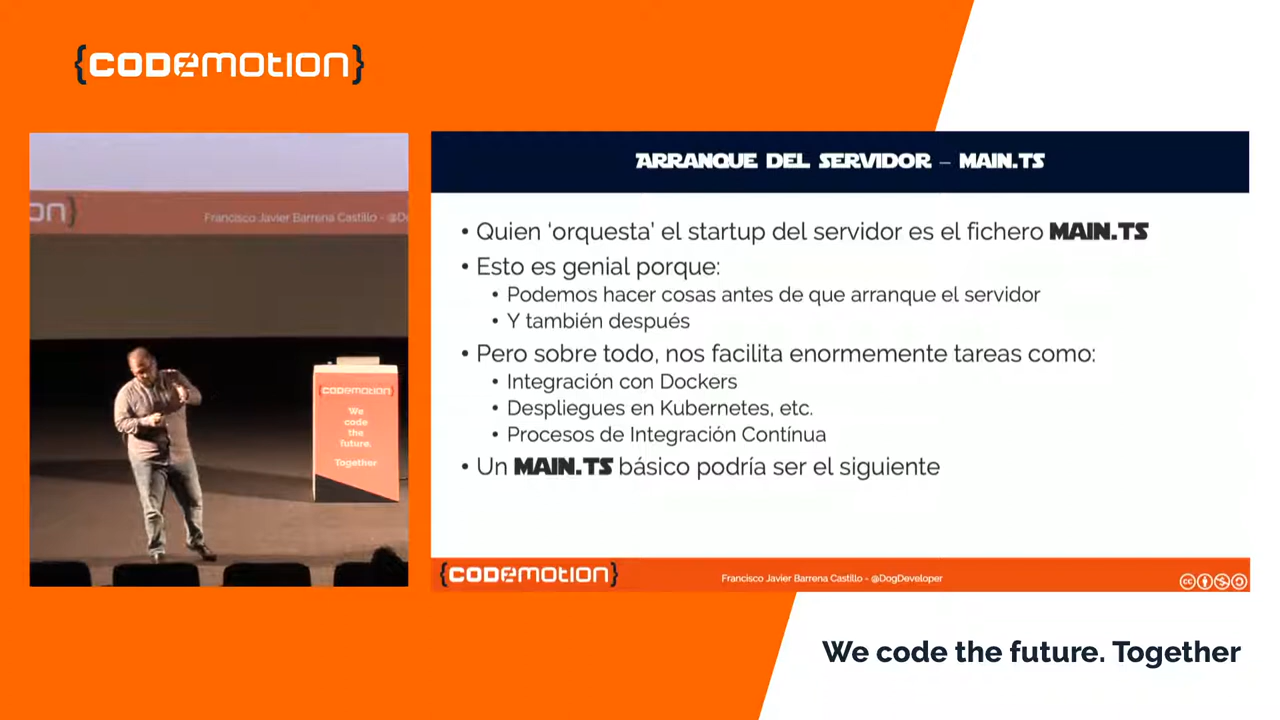 {CODEMOTION}
ON}
Francisco Javier Barrena Castillo - @Do
{CODEMOTION}
We
code
the
future.
Together
ARRANQUE DEL SERVIDOR – MAIN.TS
• Quien ‘orquesta’ el startup del servidor es el fichero MAIN.TS
• Esto es genial porque:
• Podemos hacer cosas antes de que arranque el servidor
• Y también después
• Pero sobre todo, nos facilita enormemente tareas como:
• Integración con Dockers
• Despliegues en Kubernetes, etc.
• Procesos de Integración Contínua
• Un MAIN.TS básico podría ser el siguiente
{CODEMOTION}
Francisco Javier Barrena Castillo - @DogDeveloper
cc
We code the future. Together